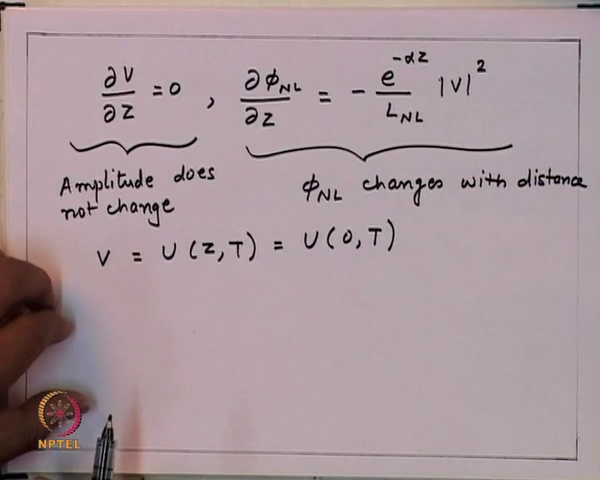 ∂V/∂z = 0 , ∂ϕ_NL/∂z = - e^{-αz}/L_NL |V|^2
Amplitude does
not change
ϕ_NL changes with distance
V = U(z,T) = U(0,T)
NPTEL